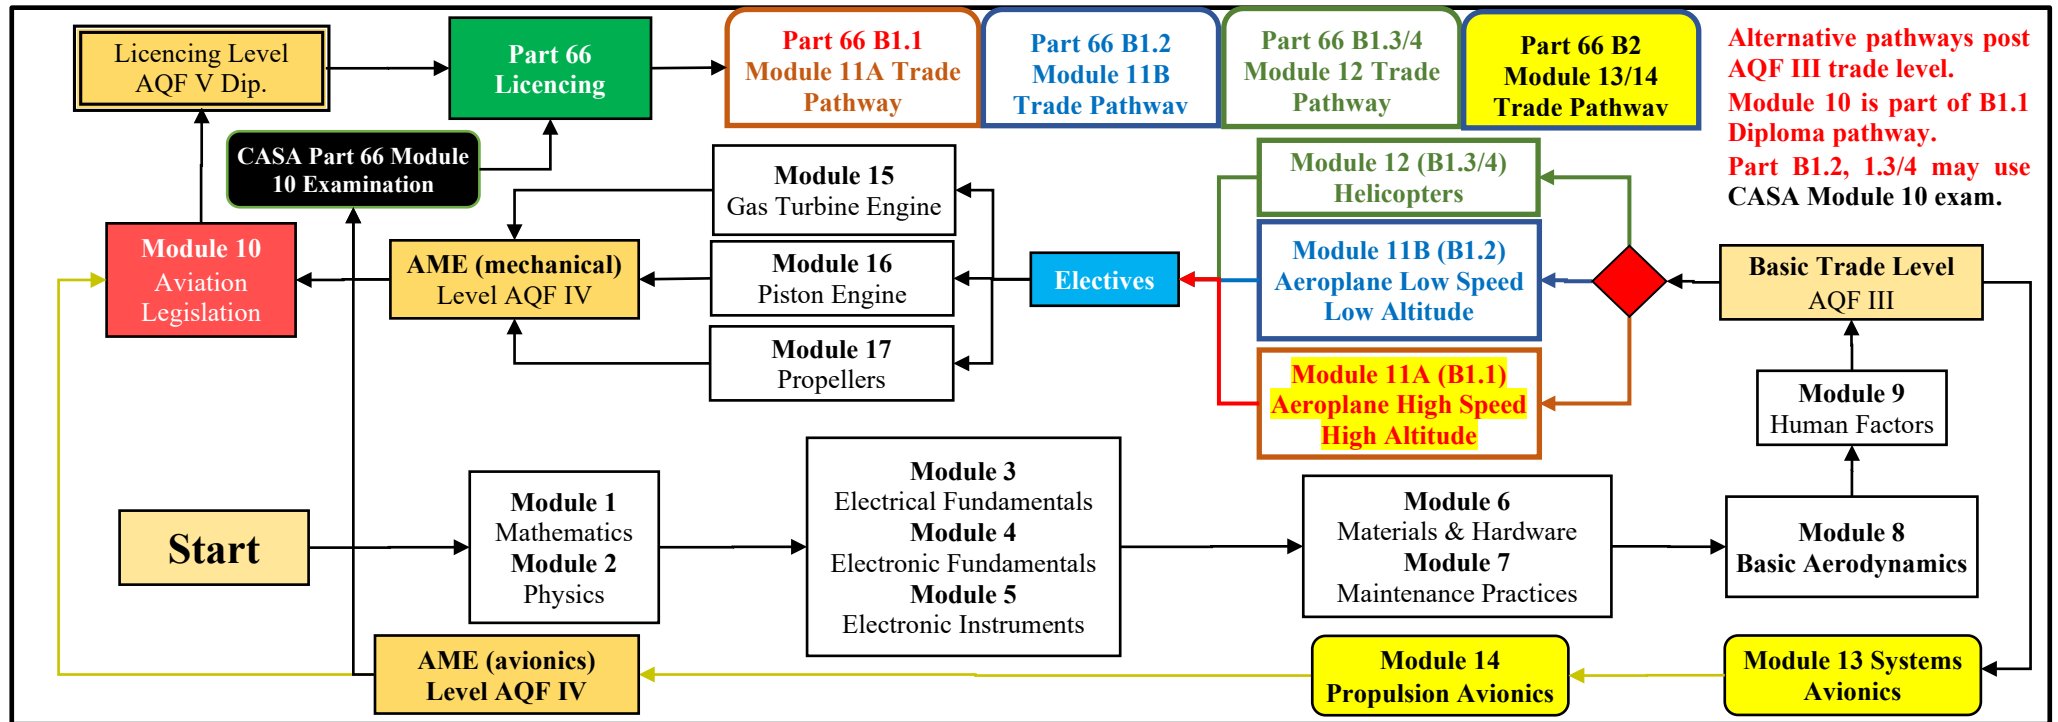 Licencing Level
AQF V Dip.
Part 66
Licencing
Part 66 B1.1
Module 11A Trade
Pathway
Part 66 B1.2
Module 11B
Trade Pathway
Part 66 B1.3/4
Module 12 Trade
Pathway
Part 66 B2
Module 13/14
Trade Pathway
Alternative pathways post
AQF III trade level.
Module 10 is part of B1.1
Diploma pathway.
Part B1.2, 1.3/4 may use
CASA Module 10 exam.
CASA Part 66 Module
10 Examination
Module 15
Gas Turbine Engine
Module 12 (B1.3/4)
Helicopters
Module 10
Aviation
Legislation
AME (mechanical)
Level AQF IV
Module 16
Piston Engine
Electives
Module 11B (B1.2)
Aeroplane Low Speed
Low Altitude
Basic Trade Level
AQF III
Module 17
Propellers
Module 11A (B1.1)
Aeroplane High Speed
High Altitude
Module 9
Human Factors
Start
Module 1
Mathematics
Module 2
Physics
Module 3
Electrical Fundamentals
Module 4
Electronic Fundamentals
Module 5
Electronic Instruments
Module 6
Materials & Hardware
Module 7
Maintenance Practices
Module 8
Basic Aerodynamics
AME (avionics)
Level AQF IV
Module 14
Propulsion Avionics
Module 13 Systems
Avionics